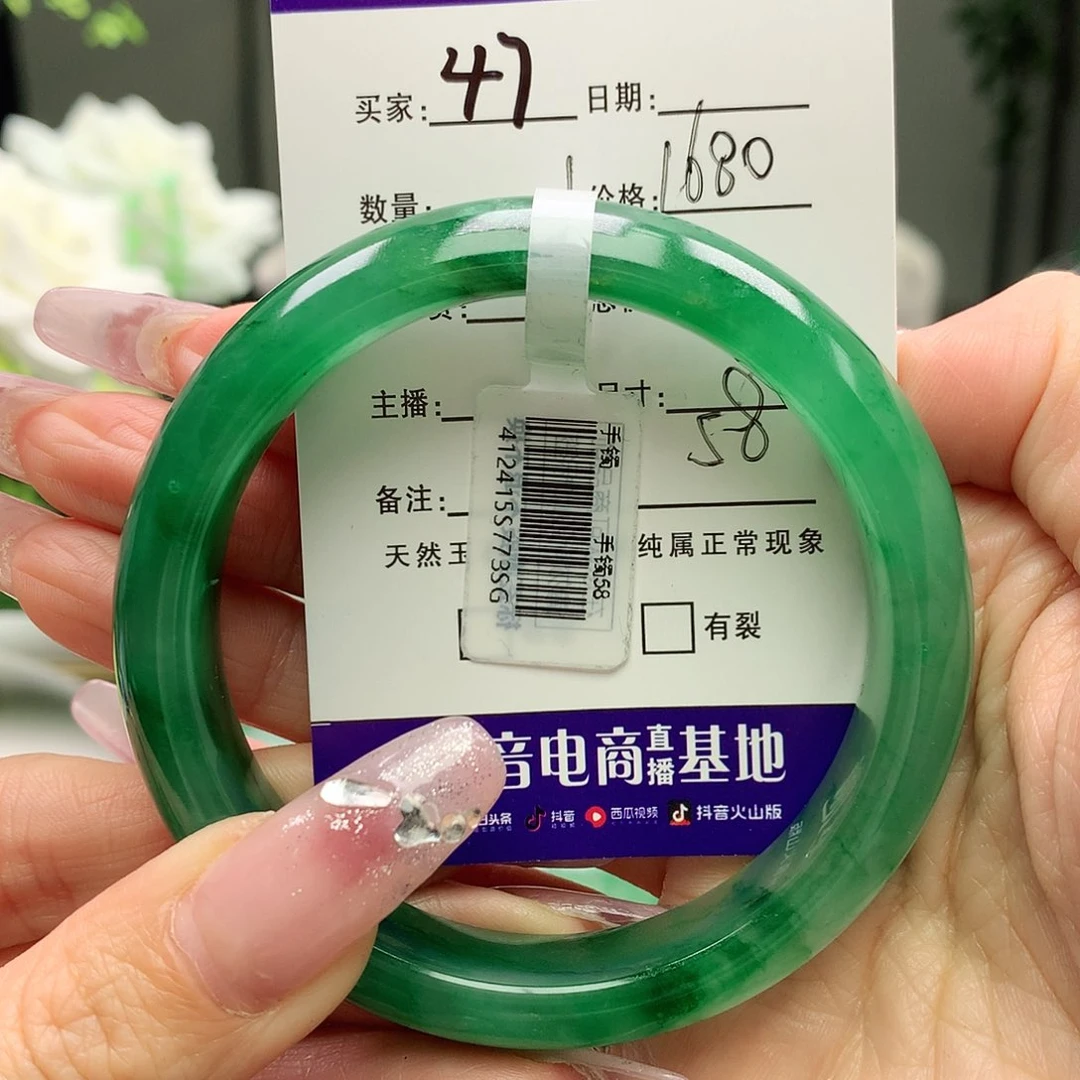 买家: 47 日期:
数量: 1 价格: 1680
主播: 尺寸: 58
备注:
天然玉 纯属正常现象
有裂
手镯 手镯58
412415S773SG
音电商直播基地
头条 抖音 西瓜视频 抖音火山版